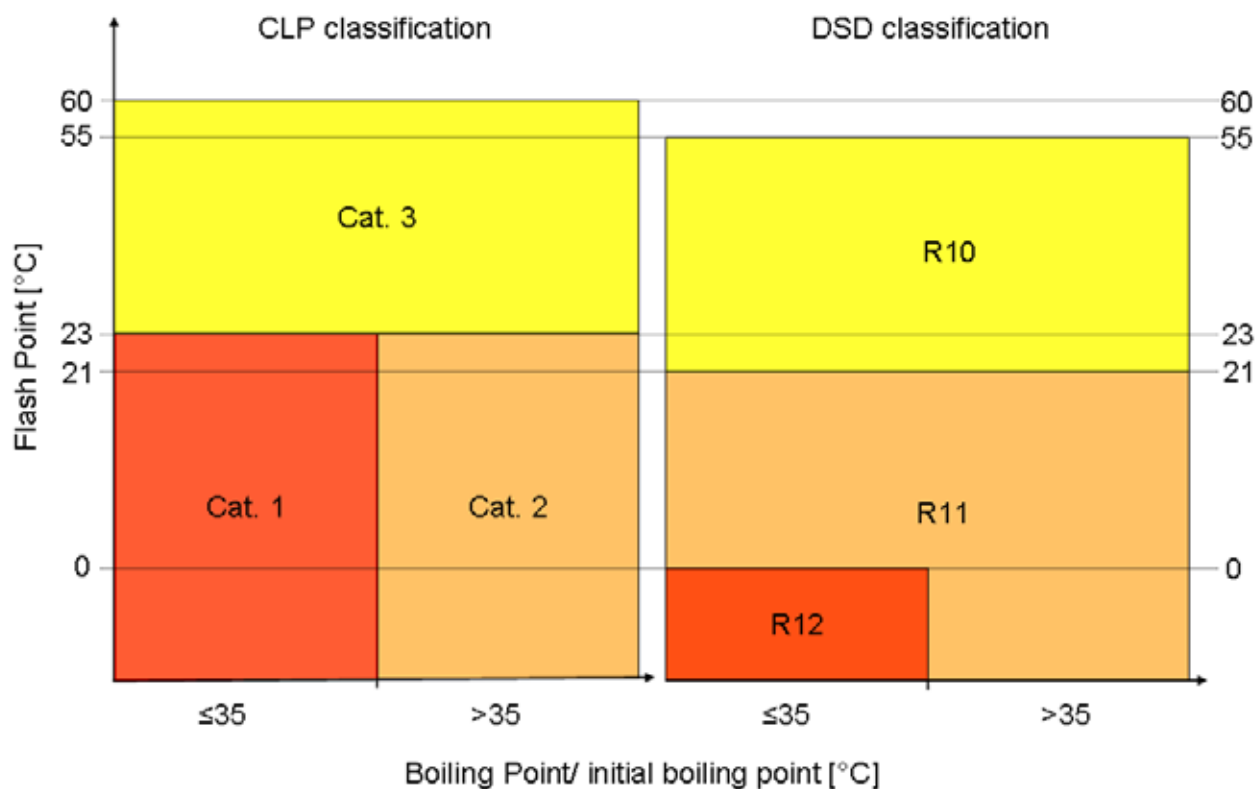 CLP classification
DSD classification
60
55
23
21
0
Flash Point [°C]
Cat. 3
Cat. 1
Cat. 2
R10
R11
R12
60
55
23
21
0
≤35
>35
≤35
>35
Boiling Point/ initial boiling point [°C]